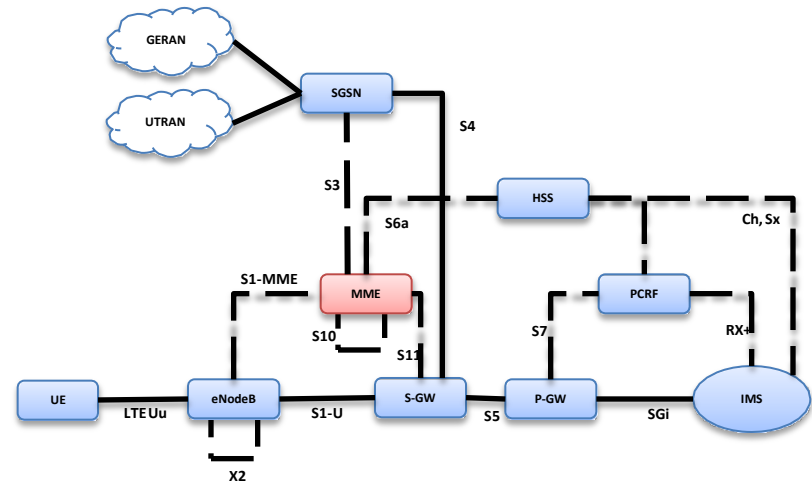 GERAN
SGSN
UTRAN
S4
S3
HSS
S6a
Ch, Sx
S1-MME
MME
PCRF
S10
S7
RX+
S11
UE
eNodeB
S-GW
P-GW
IMS
LTE Uu
S1-U
S5
SGi
X2